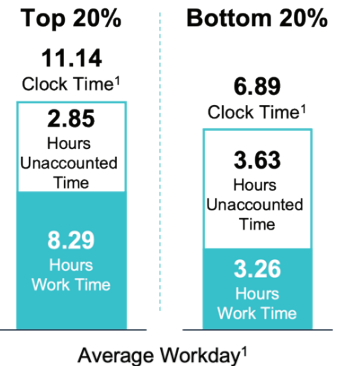 Top 20%
11.14
Clock Time¹
2.85
Hours
Unaccounted
Time
8.29
Hours
Work Time
Bottom 20%
6.89
Clock Time¹
3.63
Hours
Unaccounted
Time
3.26
Hours
Work Time
Average Workday¹